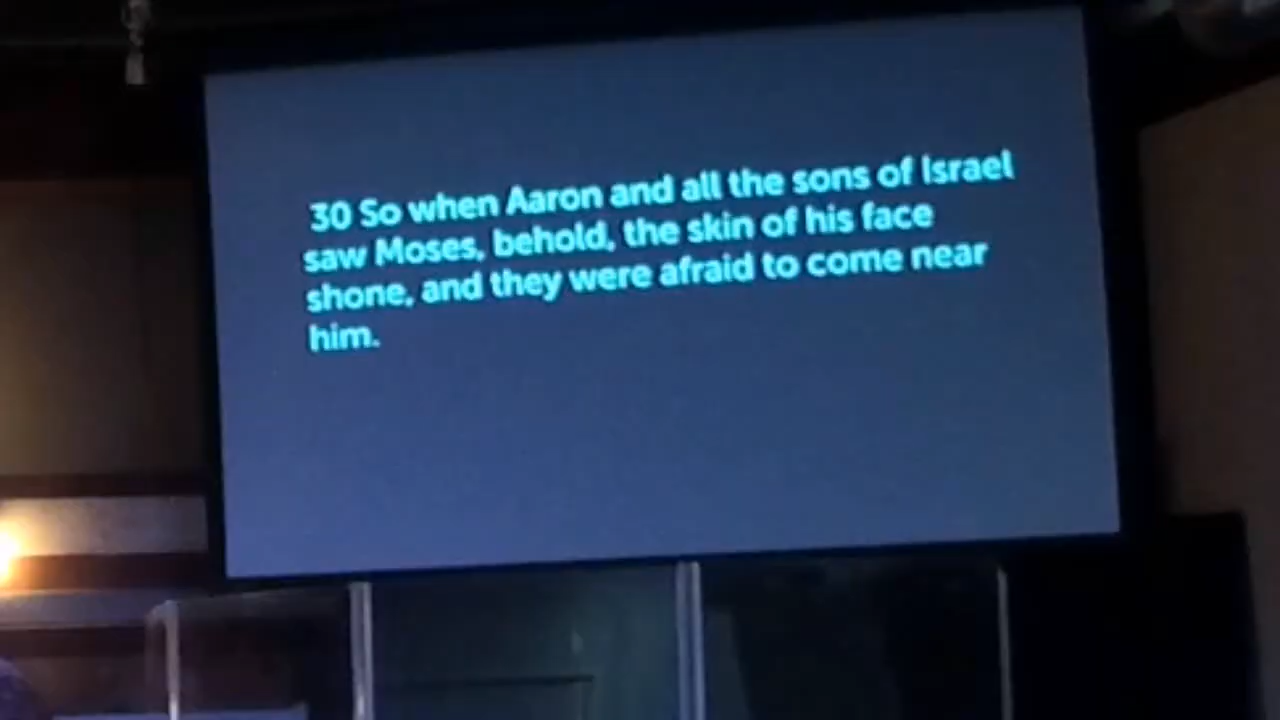 30 So when Aaron and all the sons of Israel
saw Moses, behold, the skin of his face
shone, and they were afraid to come near
him.